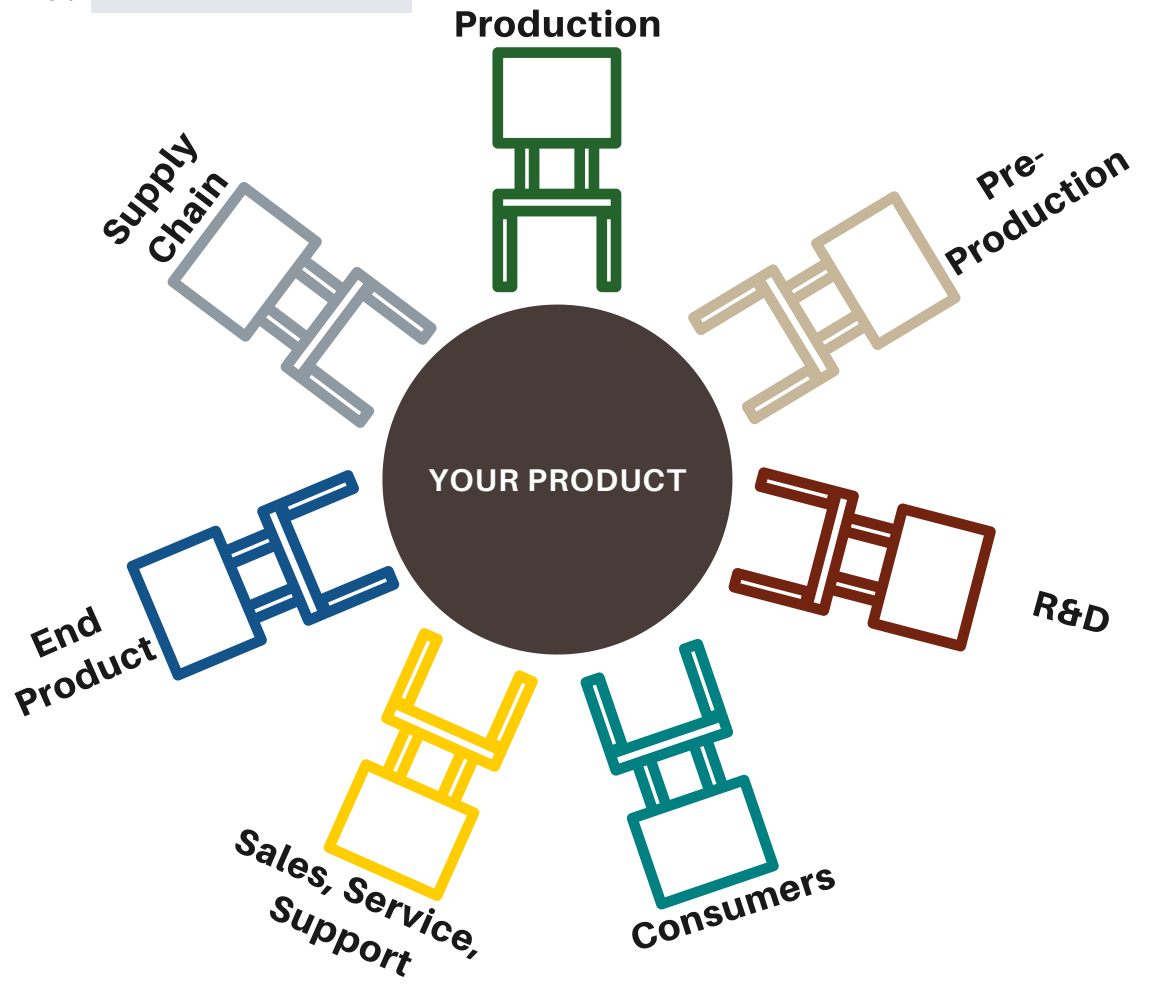 Production
Supply
Chain
Pre-
Production
YOUR PRODUCT
End
Product
R&D
Sales, Service,
Support
Consumers